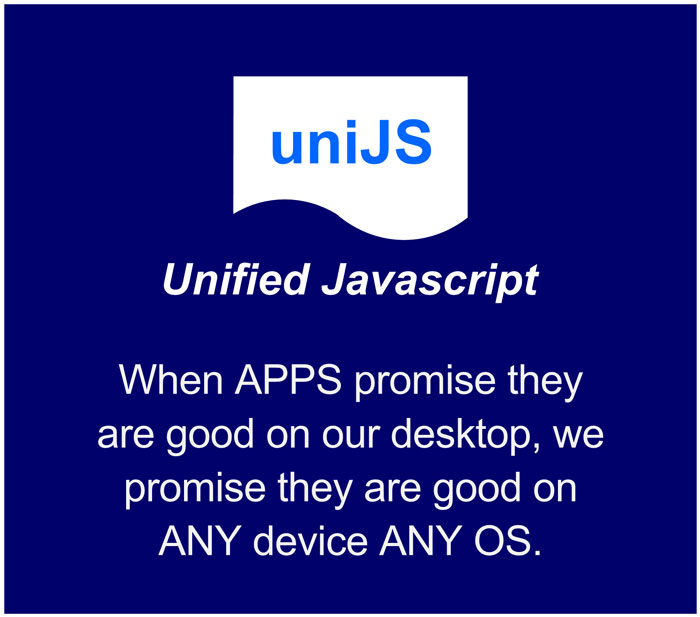 uniJS
Unified Javascript
When APPS promise they
are good on our desktop, we
promise they are good on
ANY device ANY OS.